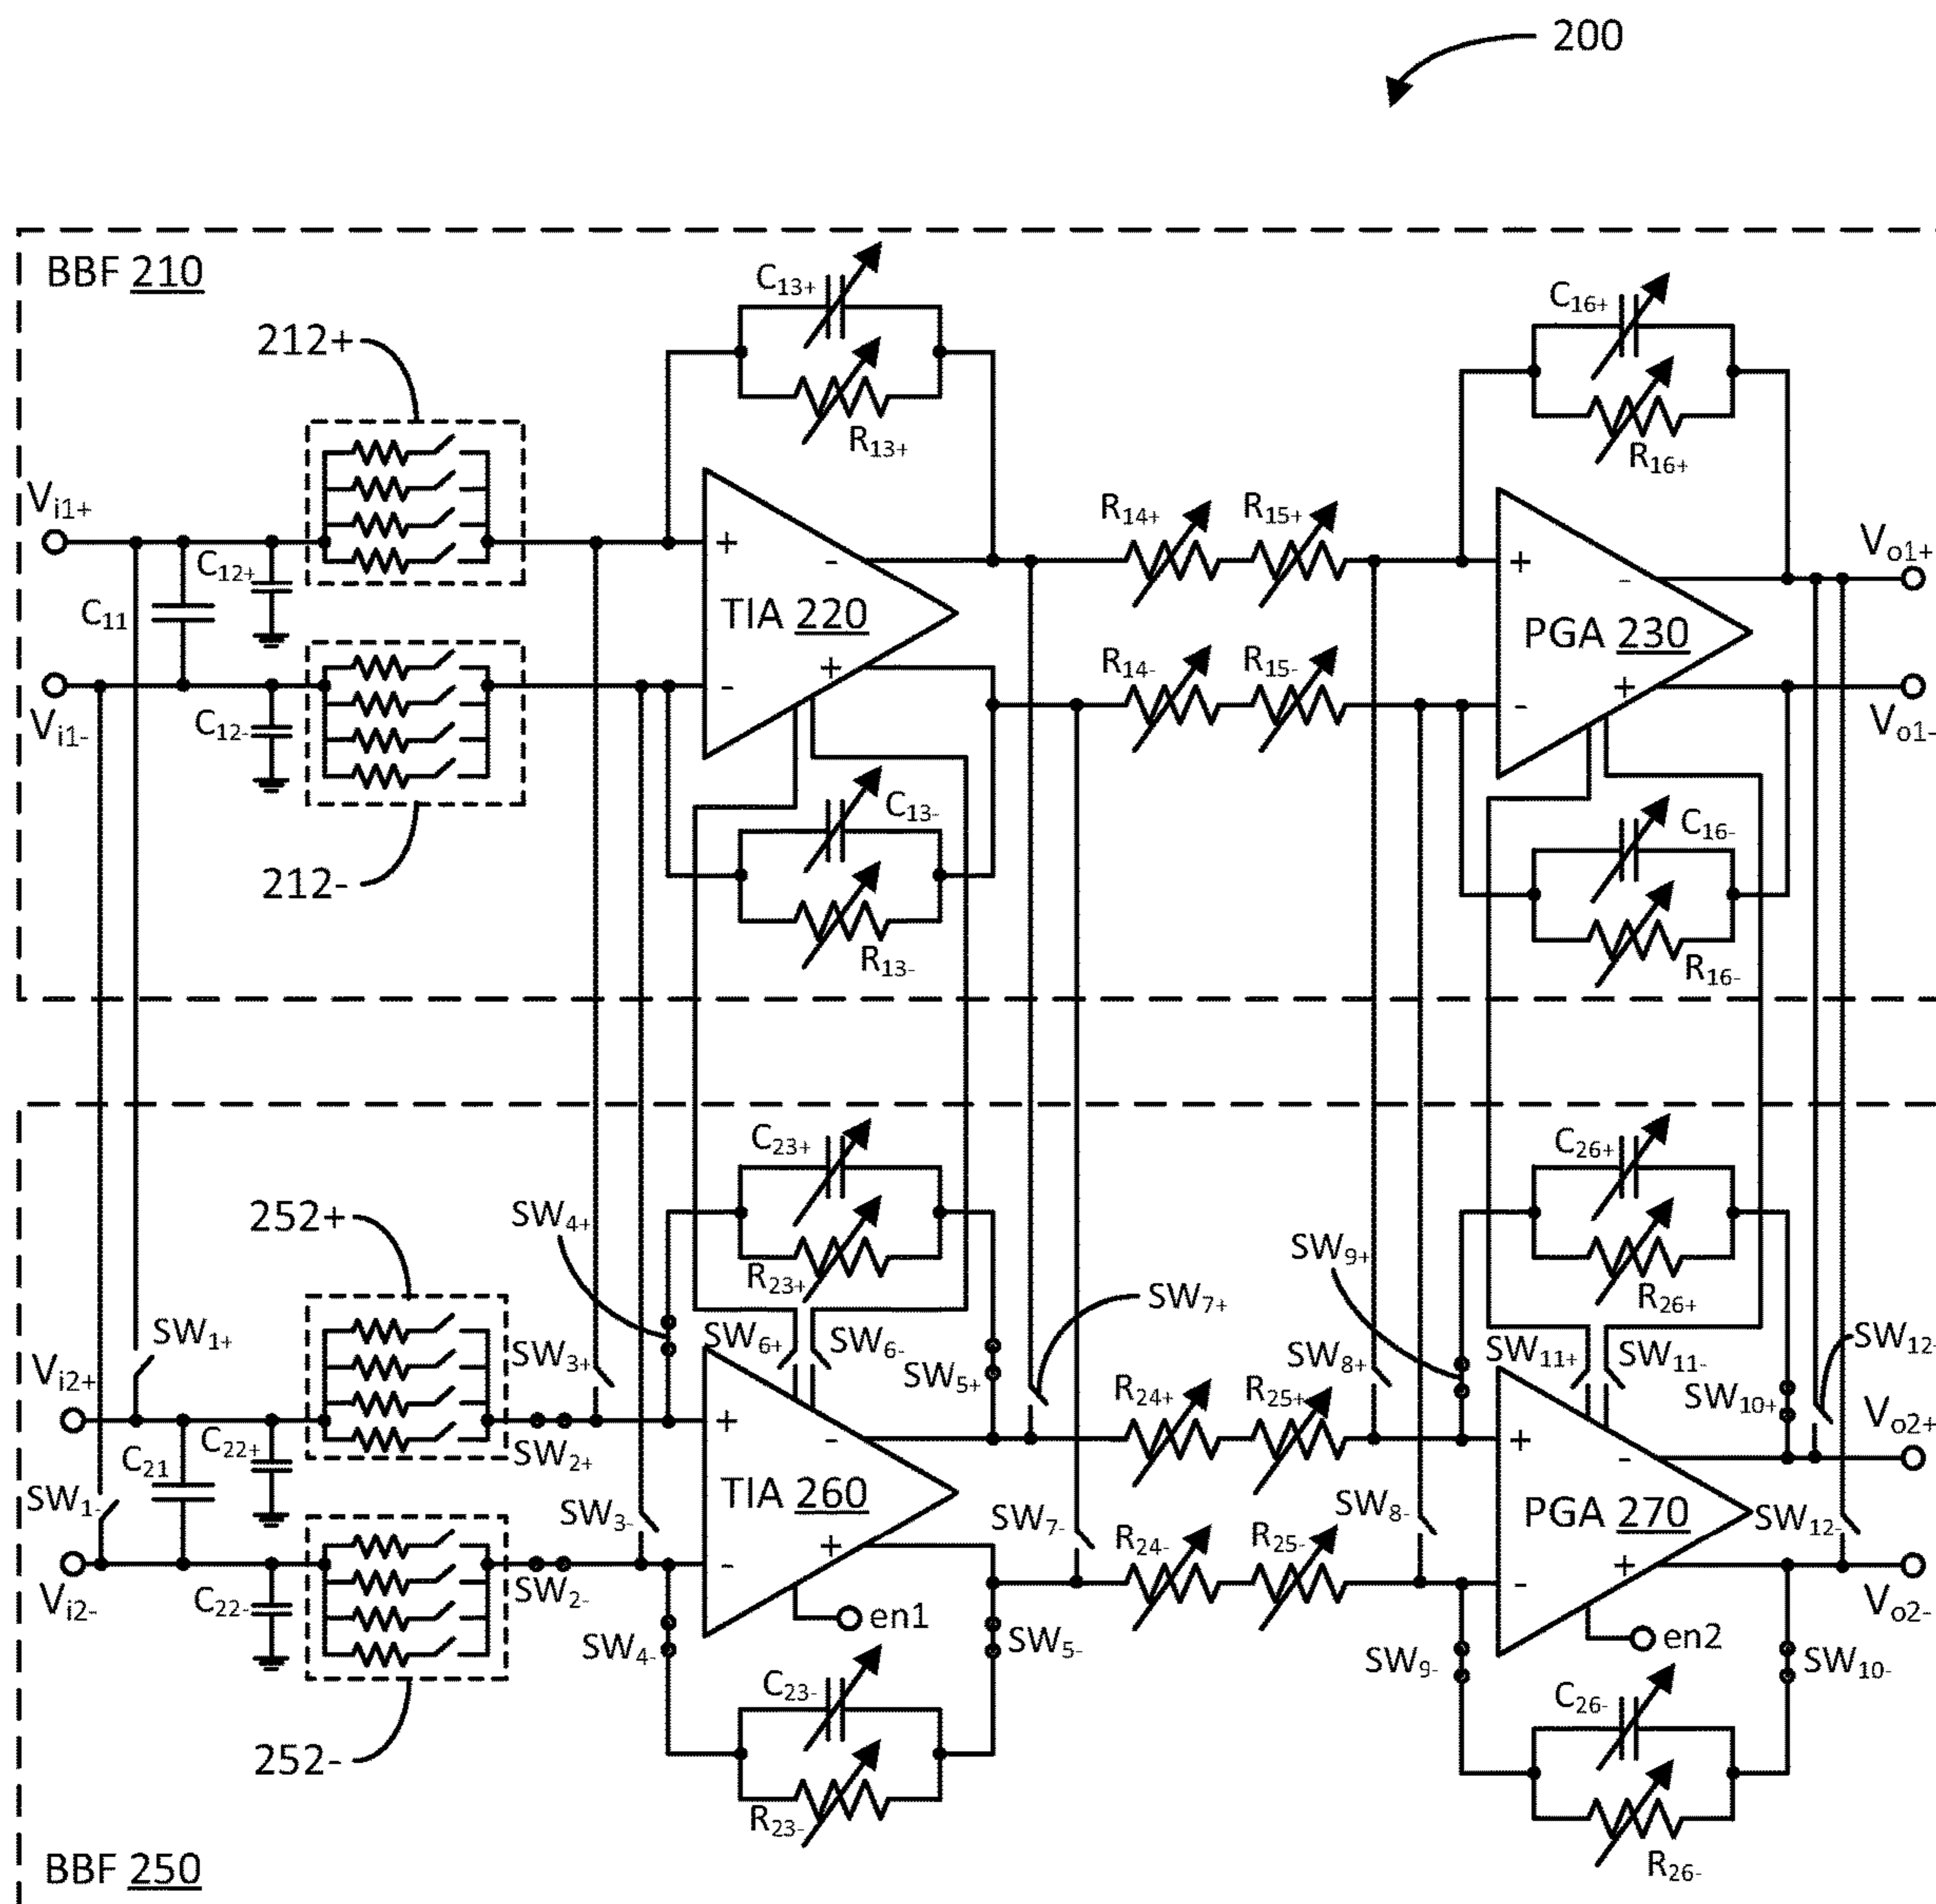 200
BBF 210
C13+
R13+
C16+
R16+
212+
Vi1+
C12+
C11
Vi1-
C12-
212-
+
-
TIA 220
+
-
R14+
R15+
R14-
R15-
+
-
PGA 230
+
-
Vo1+
Vo1-
C13-
R13-
C16-
R16-
C23+
R23+
C26+
R26+
252+
SW4+
SW9+
SW7+
SW1+
SW3+
SW6+
SW6-
SW5+
SW8+
SW11+
SW11-
SW10+
SW12-
Vi2+
C22+
C21
SW2+
+
-
TIA 260
+
-
R24+
R25+
+
-
PGA 270
+
-
Vo2+
SW1-
SW3-
SW7-
R24-
R25-
SW8-
SW12-
Vi2-
C22-
SW2-
Vo2-
en1
en2
SW4-
SW5-
SW9-
SW10-
252-
C23-
R23-
C26-
R26-
BBF 250